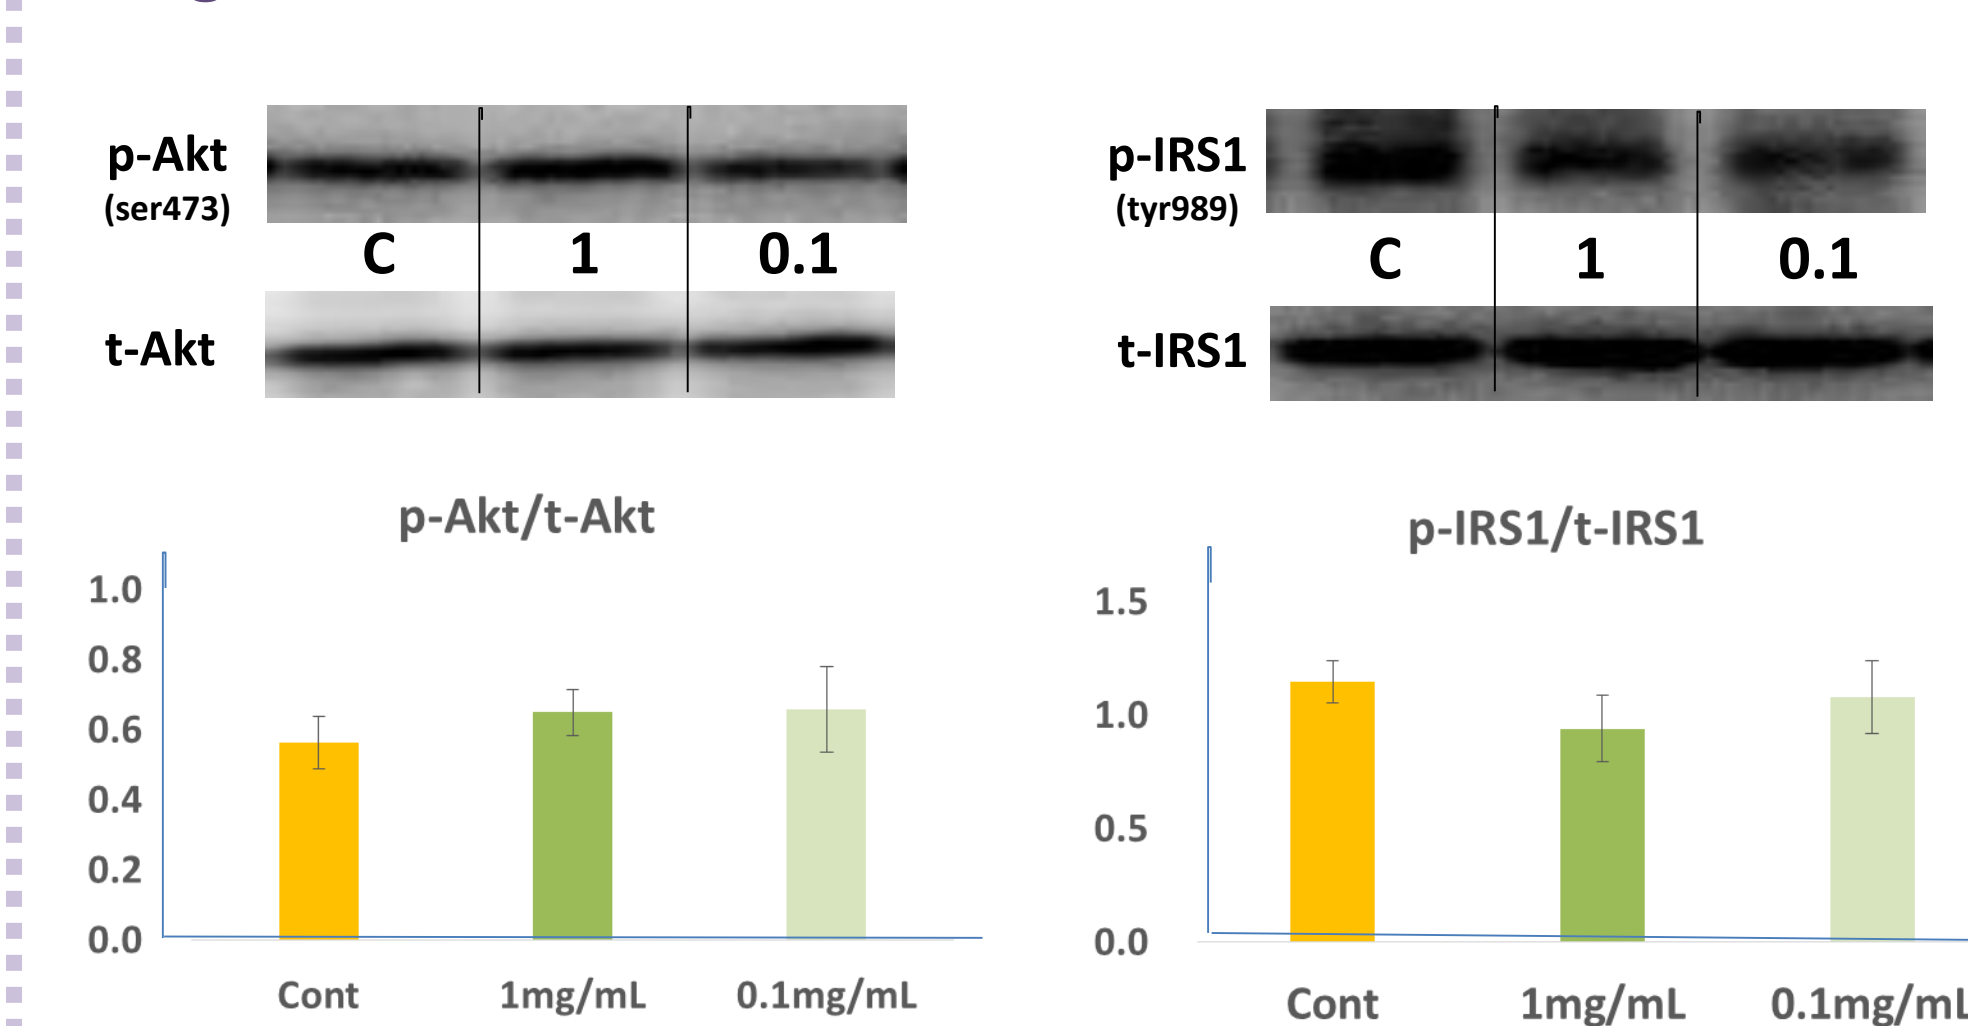 p-Akt
(ser473)
C 1 0.1
t-Akt
p-IRS1
(tyr989)
C 1 0.1
t-IRS1
p-Akt/t-Akt
1.0
0.8
0.6
0.4
0.2
0.0
Cont 1mg/mL 0.1mg/mL
p-IRS1/t-IRS1
1.5
1.0
0.5
0.0
Cont 1mg/mL 0.1mg/mL